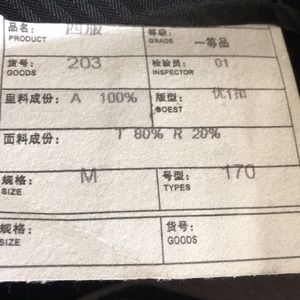 品名: 西服 等级: 一等品
PRODUCT GRADE
货号: 203 检验员: 01
GOODS INSPECTOR
里料成份: A 100% 版型: 优1扣
BOEST
面料成份: T 80% R 20%
规格: M 号型: 170
SIZE TYPES
规格: 货号:
SIZE GOODS